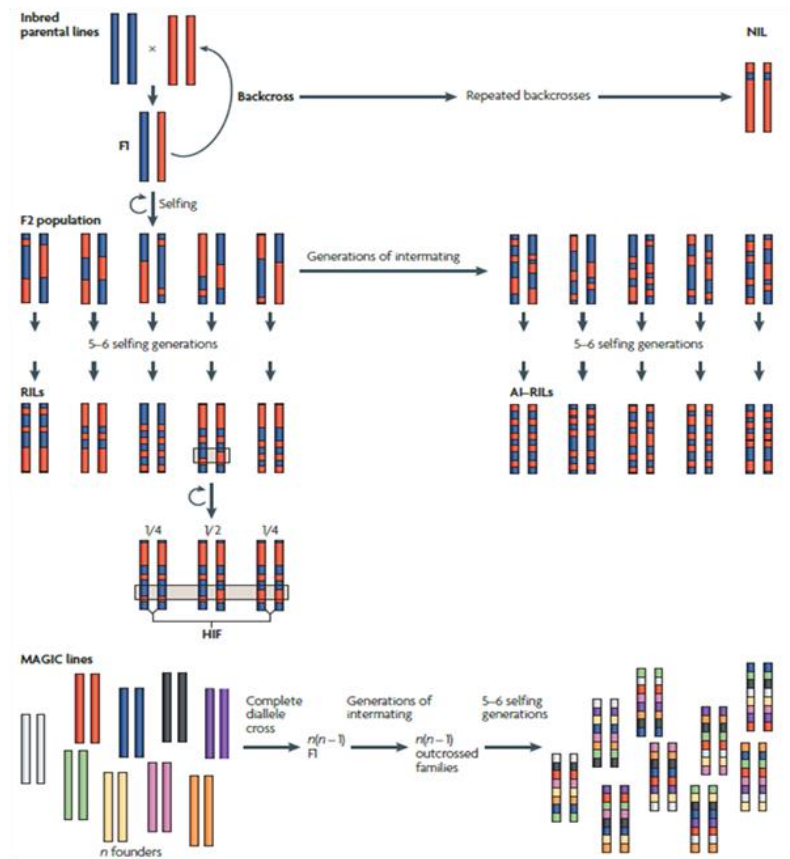 Inbred
parental lines
×
NIL
Backcross
Repeated backcrosses
F1
Selfing
F2 population
Generations of intermating
5–6 selfing generations
5–6 selfing generations
RILs
AI–RILs
1/4
1/2
1/4
HIF
MAGIC lines
Complete
diallele
cross
Generations of
intermating
5–6 selfing
generations
n(n – 1)
F1
n(n – 1)
outcrossed
families
n founders